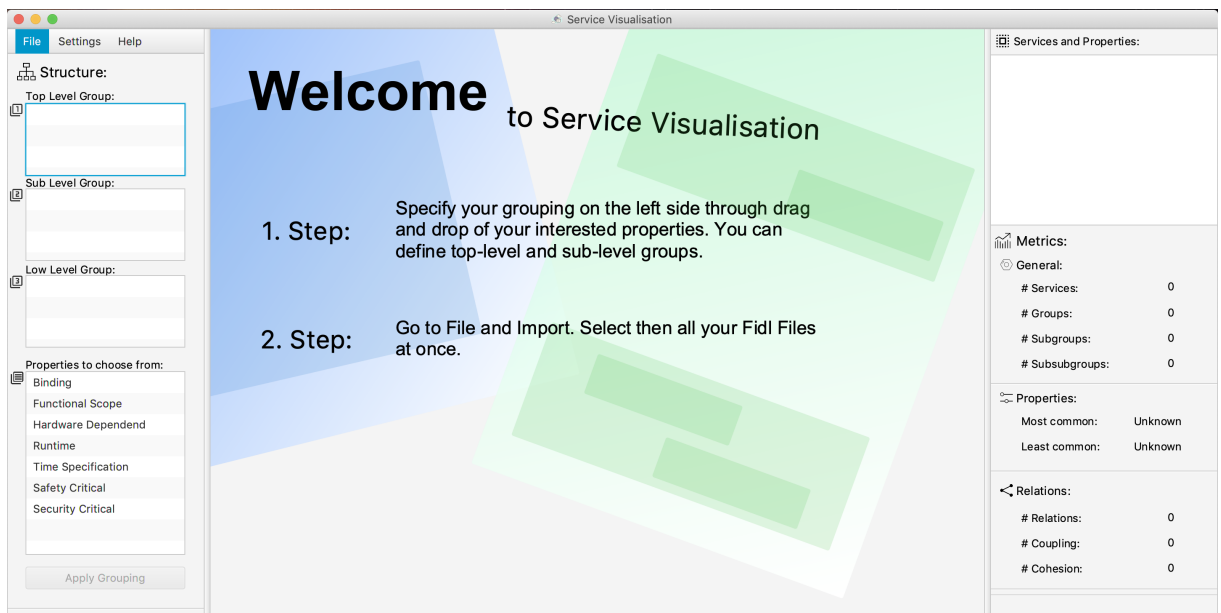 Service Visualisation
File Settings Help
Structure:
Top Level Group:
1
Sub Level Group:
2
Low Level Group:
3
Properties to choose from:
Binding
Functional Scope
Hardware Dependend
Runtime
Time Specification
Safety Critical
Security Critical
Apply Grouping
Welcome
to Service Visualisation
1. Step:
Specify your grouping on the left side through drag
and drop of your interested properties. You can
define top-level and sub-level groups.
2. Step:
Go to File and Import. Select then all your Fidl Files
at once.
Services and Properties:
Metrics:
General:
# Services: 0
# Groups: 0
# Subgroups: 0
# Subsubgroups: 0
Properties:
Most common: Unknown
Least common: Unknown
Relations:
# Relations: 0
# Coupling: 0
# Cohesion: 0